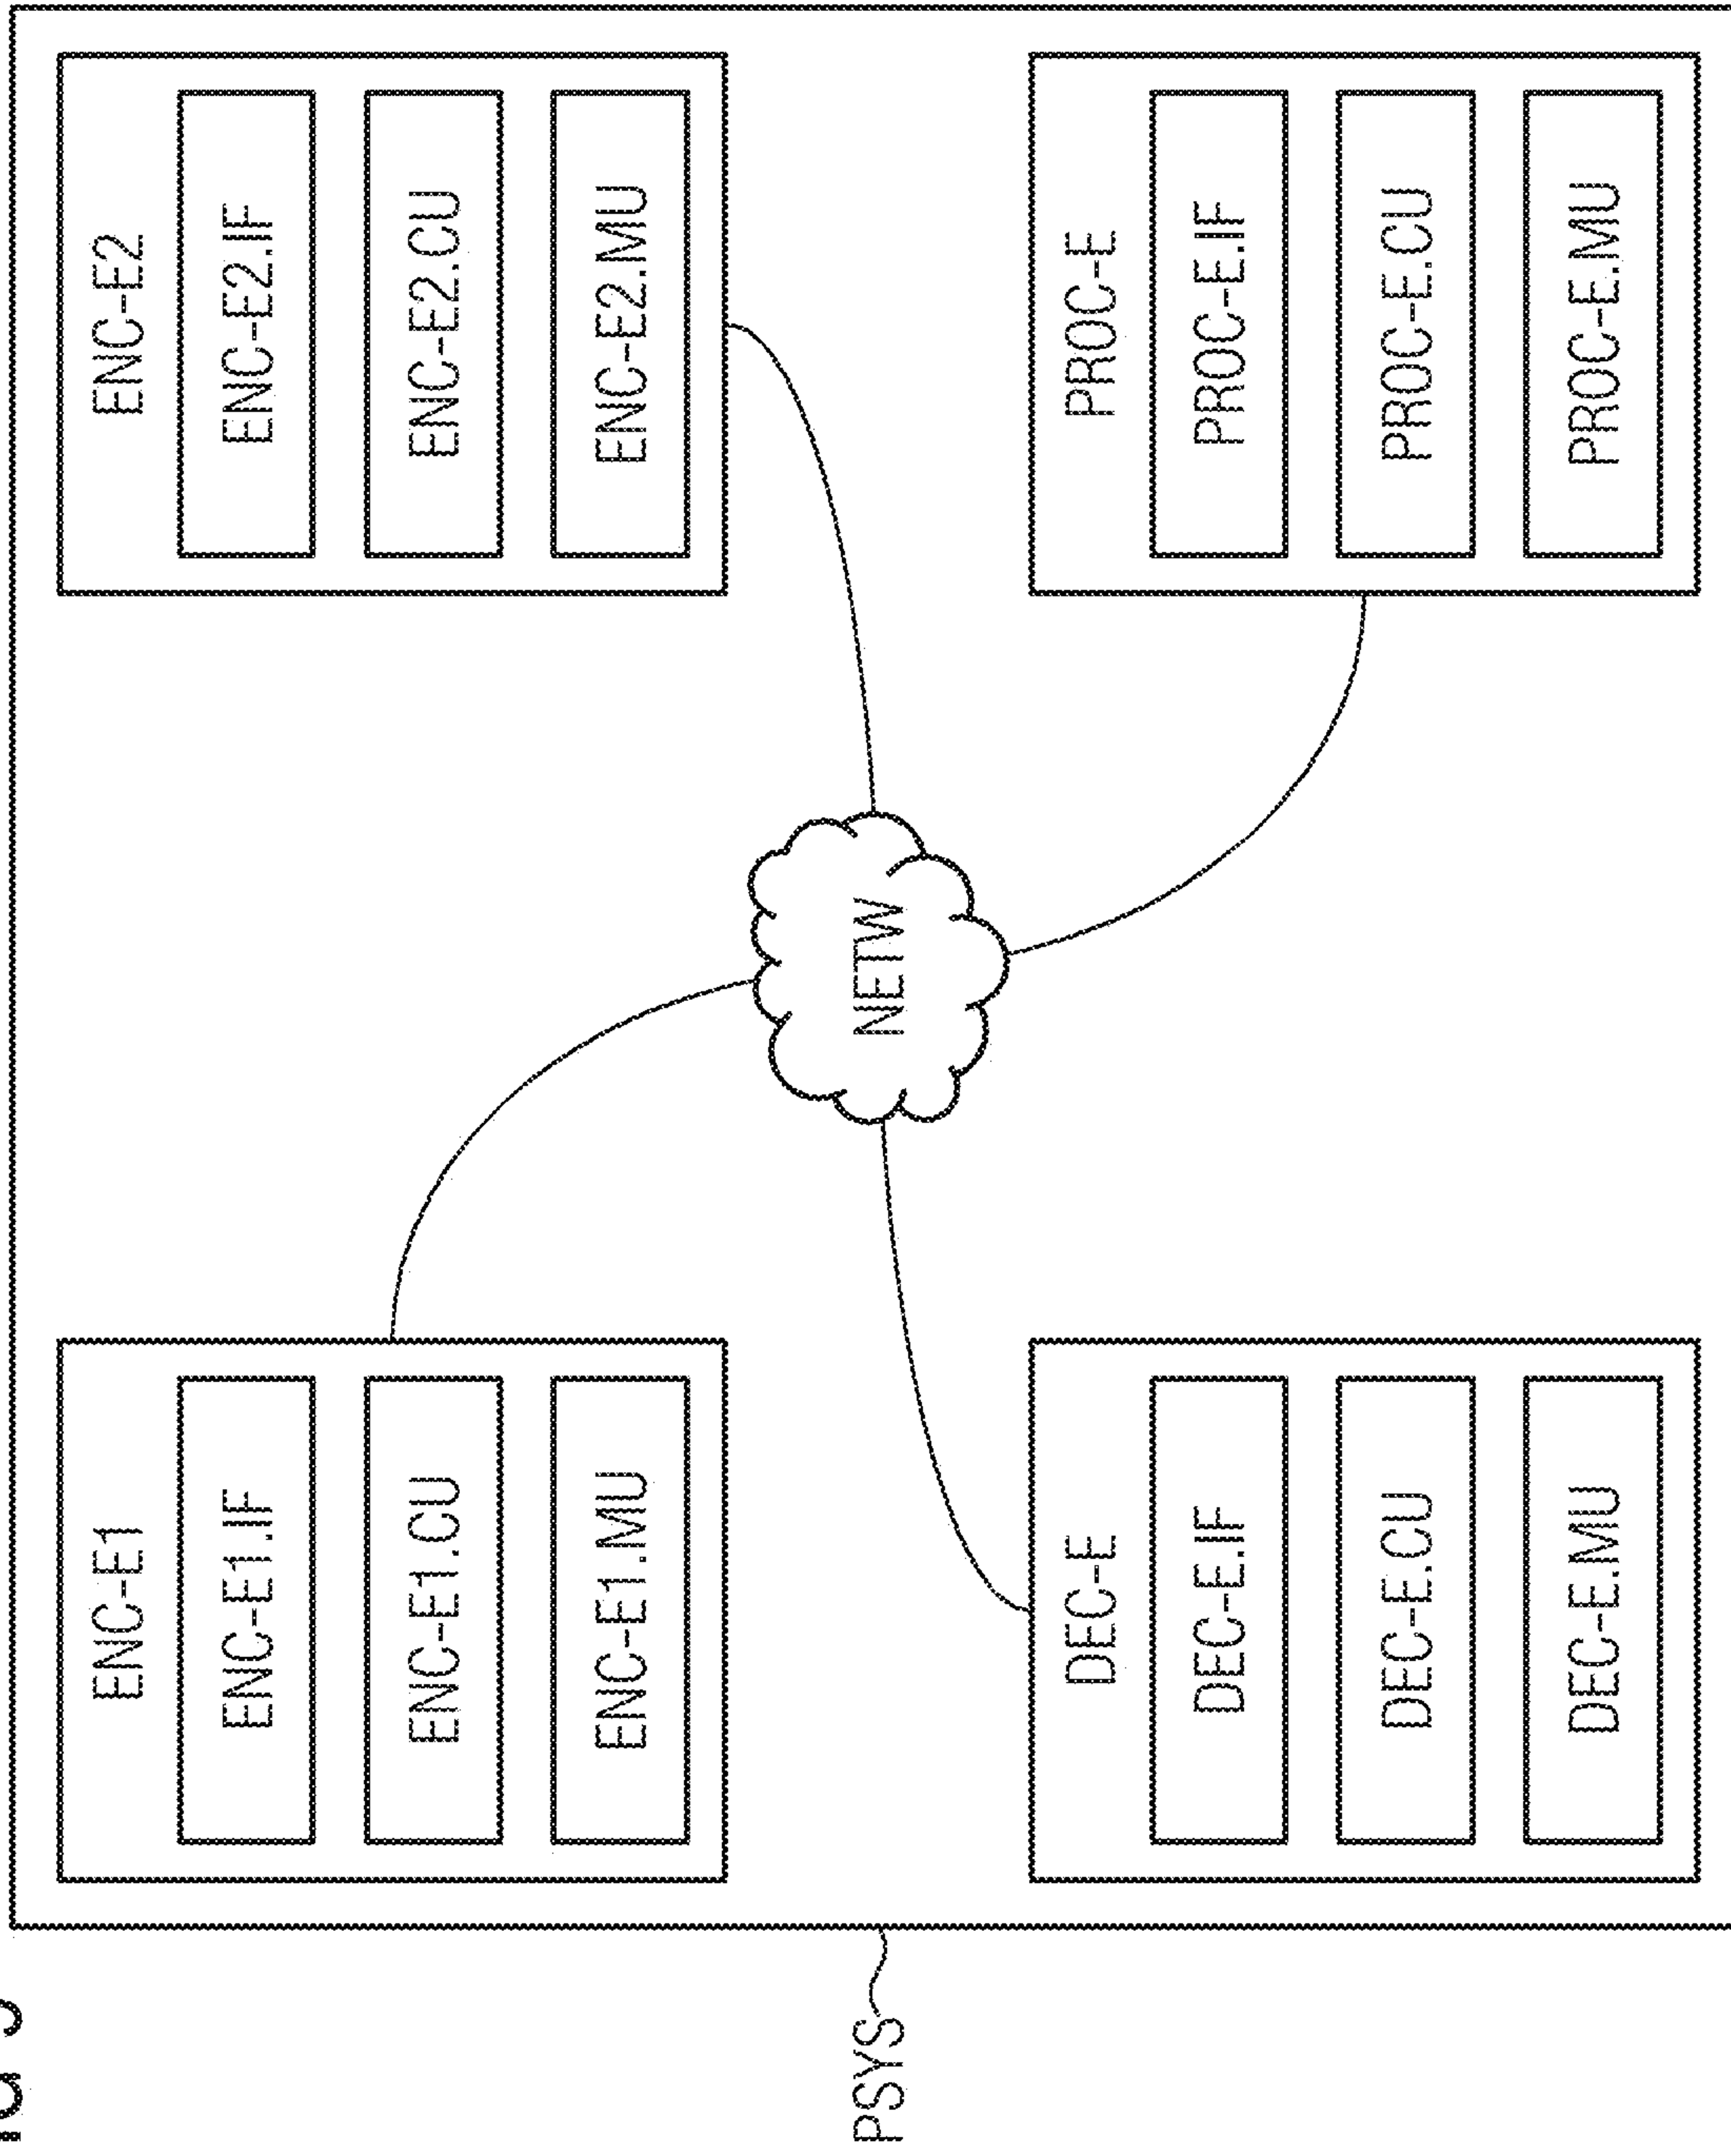 ENC-E1
ENC-E1.IF
ENC-E1.CU
ENC-E1.MU
ENC-E2
ENC-E2.IF
ENC-E2.CU
ENC-E2.MU
PSYS
NETW
DEC-E
DEC-E.IF
DEC-E.CU
DEC-E.MU
PROC-E
PROC-E.IF
PROC-E.CU
PROC-E.MU